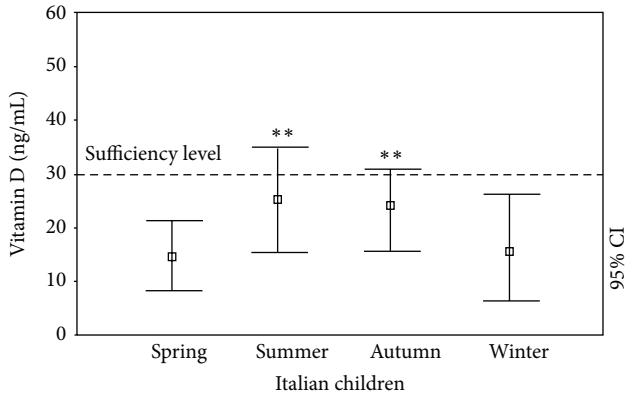 Vitamin D (ng/mL)
60
50
40
30
20
10
0
Sufficiency level
**
**
Spring Summer Autumn Winter
Italian children
95% CI